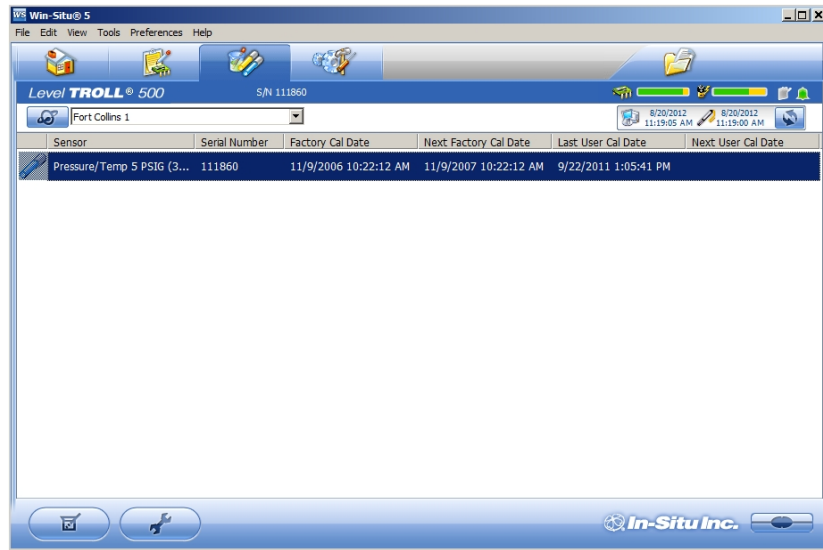 WS Win-Situ® 5
File Edit View Tools Preferences Help
Level TROLL® 500 S/N 111860
Fort Collins 1 8/20/2012 11:19:05 AM 8/20/2012 11:19:00 AM
Sensor Serial Number Factory Cal Date Next Factory Cal Date Last User Cal Date Next User Cal Date
Pressure/Temp 5 PSIG (3... 111860 11/9/2006 10:22:12 AM 11/9/2007 10:22:12 AM 9/22/2011 1:05:41 PM
In-Situ Inc.